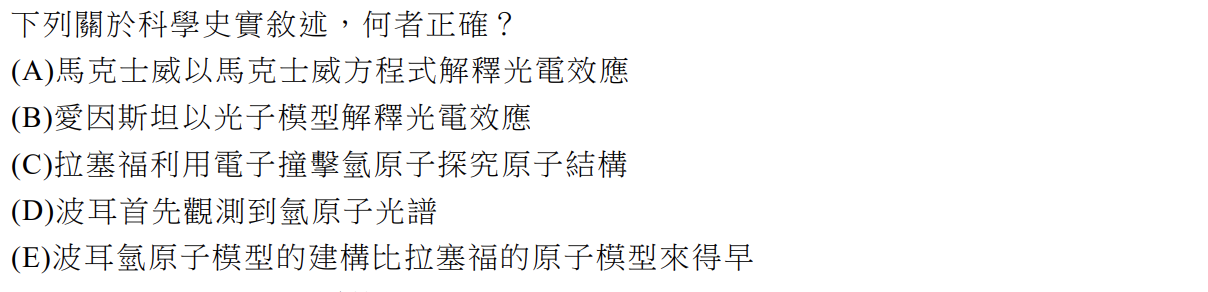 下列關於科學史實敘述，何者正確？
(A)馬克士威以馬克士威方程式解釋光電效應
(B)愛因斯坦以光子模型解釋光電效應
(C)拉塞福利用電子撞擊氫原子探究原子結構
(D)波耳首先觀測到氫原子光譜
(E)波耳氫原子模型的建構比拉塞福的原子模型來得早